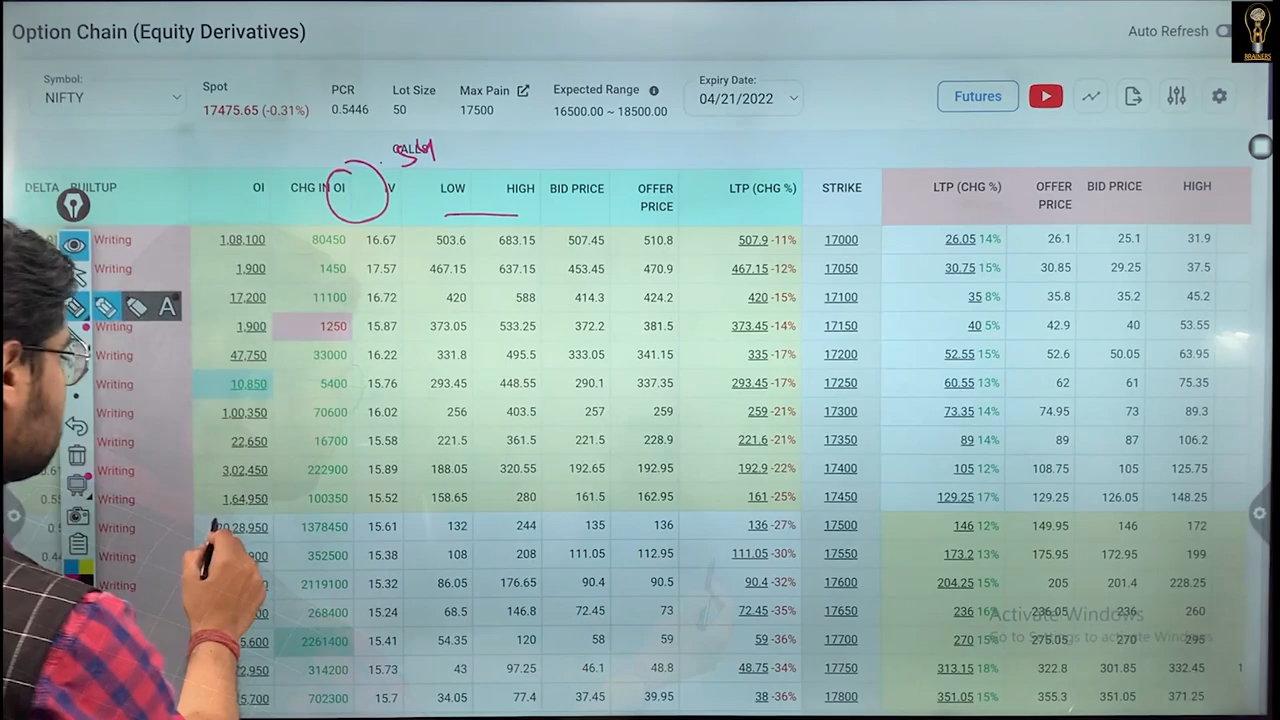 Option Chain (Equity Derivatives) Auto Refresh
BRAINERS
Symbol: Spot PCR Lot Size Max Pain Expected Range Expiry Date:
NIFTY 17475.65 (-0.31%) 0.5446 50 17500 16500.00 ~ 18500.00 04/21/2022 Futures
DELTA OI CHG IN OI LOW HIGH BID PRICE OFFER PRICE LTP (CHG %) STRIKE LTP (CHG %) OFFER PRICE BID PRICE HIGH
Writing 1,08,100 80450 16.67 503.6 683.15 507.45 510.8 507.9 -11% 17000 26.05 14% 26.1 25.1 31.9
Writing 1,900 1450 17.57 467.15 637.15 453.45 470.9 467.15 -12% 17050 30.75 15% 30.85 29.25 37.5
Writing 17,200 11100 16.72 420 588 414.3 424.2 420 -15% 17100 35 8% 35.8 35.2 45.2
A
Writing 1,900 1250 15.87 373.05 533.25 372.2 381.5 373.45 -14% 17150 40 5% 42.9 40 53.55
Writing 47,750 33000 16.22 331.8 495.5 333.05 341.15 335 -17% 17200 52.55 15% 52.6 50.05 63.95
Writing 10,850 5400 15.76 293.45 448.55 290.1 337.35 293.45 -17% 17250 60.55 13% 62 61 75.35
Writing 1,00,350 70600 16.02 256 403.5 257 259 259 -21% 17300 73.35 14% 74.95 73 89.3
Writing 22,650 16700 15.58 221.5 361.5 221.5 228.9 221.6 -21% 17350 89 14% 89 87 106.2
Writing 3,02,450 222900 15.89 188.05 320.55 192.65 192.95 192.9 -22% 17400 105 12% 108.75 105 125.75
Writing 1,64,950 100350 15.52 158.65 280 161.5 162.95 161 -25% 17450 129.25 17% 129.25 126.05 148.25
Writing 1378450 15.61 132 244 135 136 136 -27% 17500 146 12% 149.95 146 172
Writing 352500 15.38 108 208 111.05 112.95 111.05 -30% 17550 173.2 13% 175.95 172.95 199
Writing 2119100 15.32 86.05 176.65 90.4 90.5 90.4 -32% 17600 204.25 15% 205 201.4 228.25
268400 15.24 68.5 146.8 72.45 73 72.45 -35% 17650 236 16% 236.05 236 260
Activate Windows
2261400 15.41 54.35 120 58 59 59 -36% 17700 270 15% 275.05 270 295
Go to Settings to activate Windows.
314200 15.73 43 97.25 46.1 48.8 48.75 -34% 17750 313.15 18% 322.8 301.85 332.45 1
702300 15.7 34.05 77.4 37.45 39.95 38 -36% 17800 351.05 15% 355.3 351.05 371.25